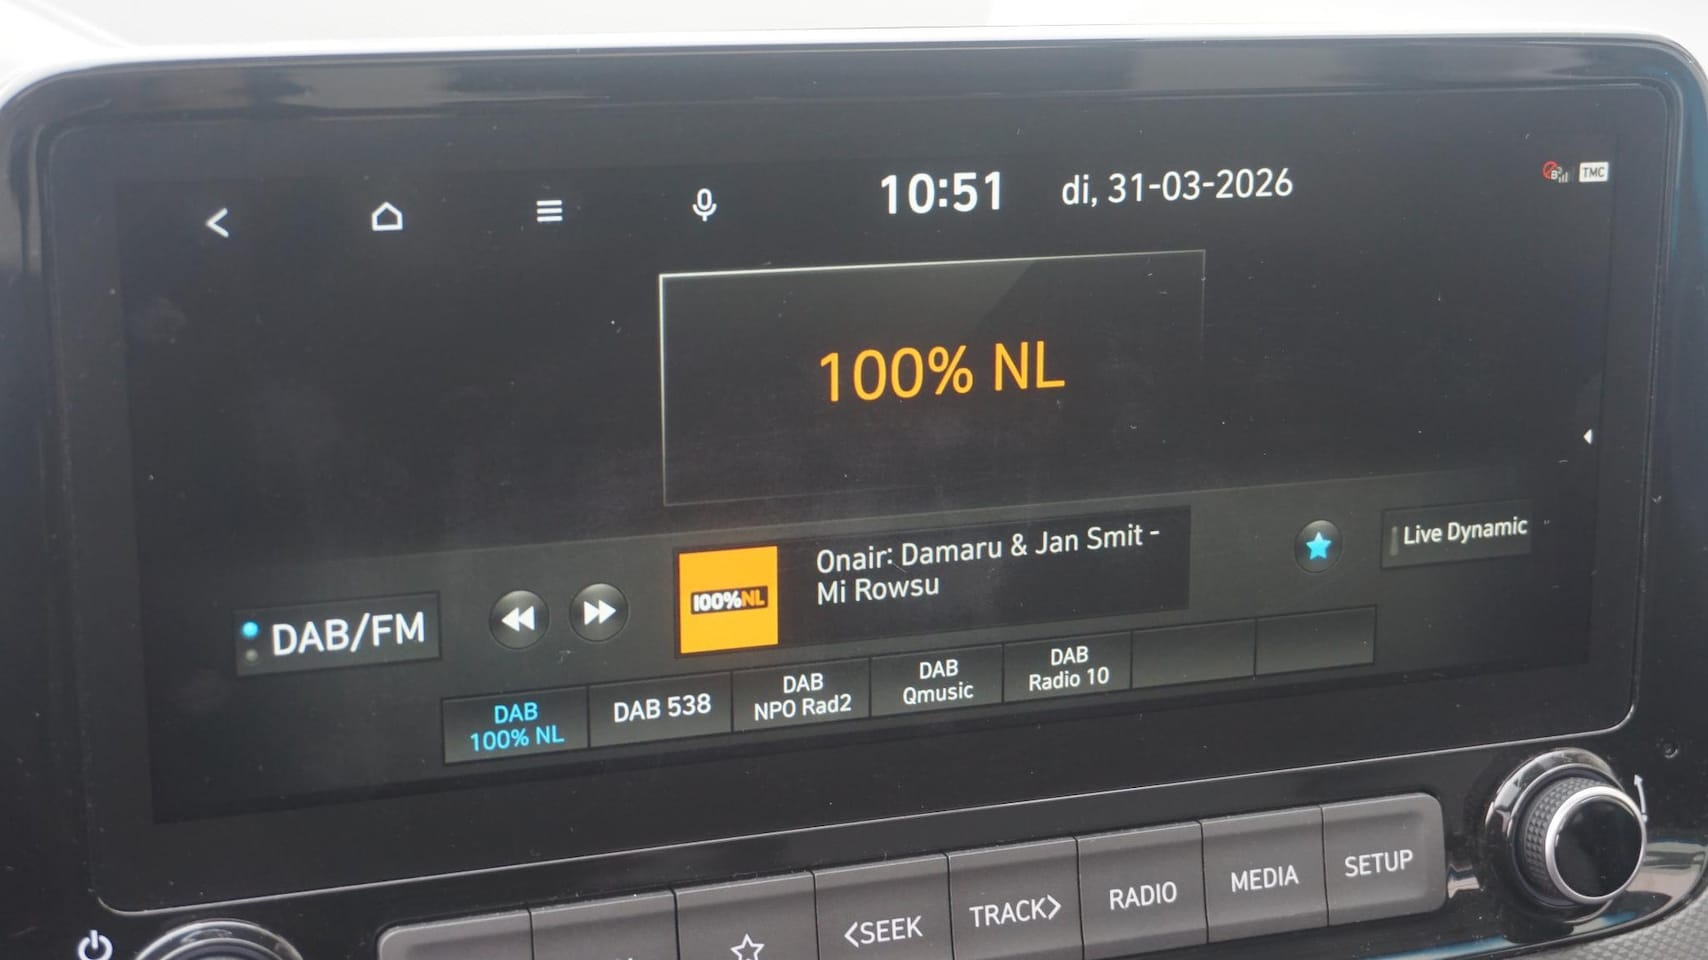 10:51 di, 31-03-2026
TMC
100% NL
Onair: Damaru & Jan Smit -
Mi Rowsu
100%NL
Live Dynamic
DAB/FM
DAB
100% NL
DAB 538
DAB
NPO Rad2
DAB
Qmusic
DAB
Radio 10
<SEEK
TRACK>
RADIO
MEDIA
SETUP